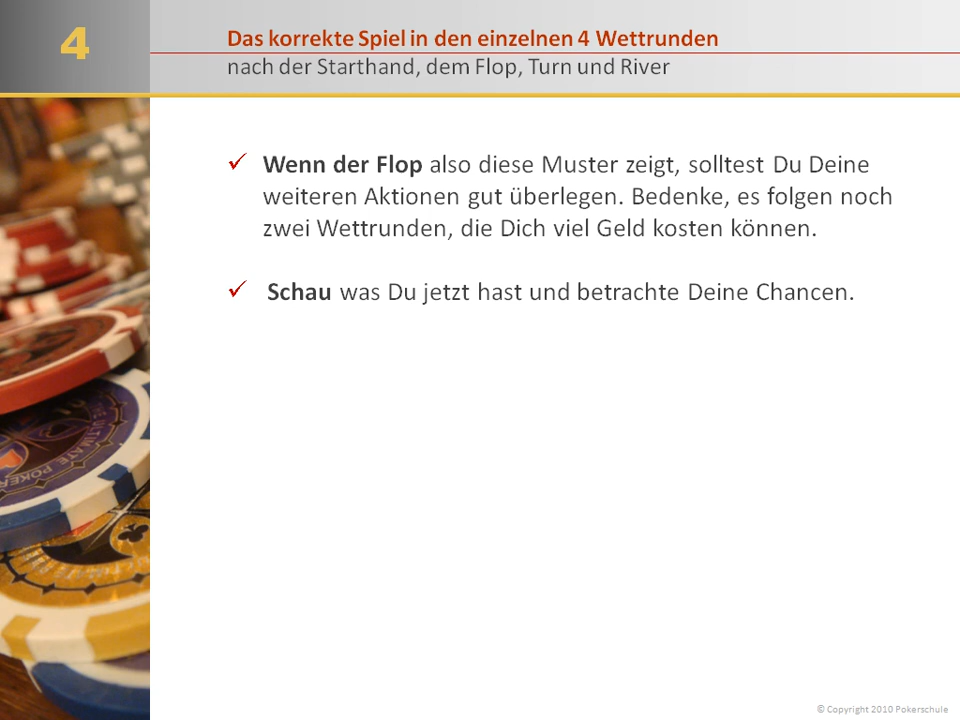 4
Das korrekte Spiel in den einzelnen 4 Wettrunden
nach der Starthand, dem Flop, Turn und River
✓ Wenn der Flop also diese Muster zeigt, solltest Du Deine
weiteren Aktionen gut überlegen. Bedenke, es folgen noch
zwei Wettrunden, die Dich viel Geld kosten können.
✓ Schau was Du jetzt hast und betrachte Deine Chancen.
ULTIMATE POKER
© Copyright 2010 Pokerschule